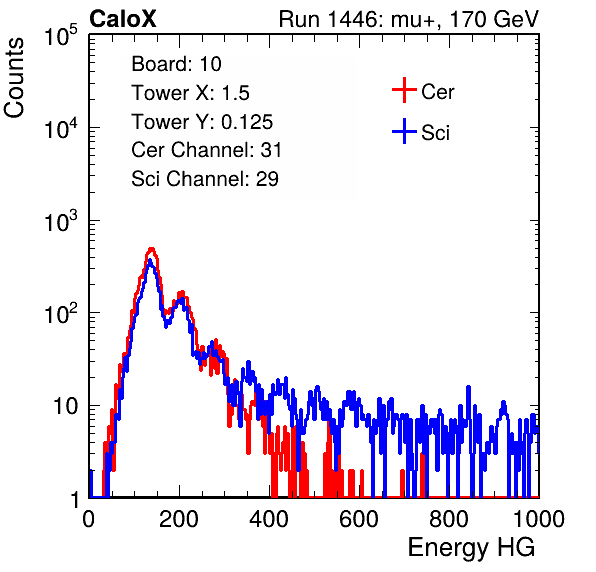 CaloX Run 1446: mu+, 170 GeV
Counts
Board: 10
Tower X: 1.5
Tower Y: 0.125
Cer Channel: 31
Sci Channel: 29
Cer
Sci
10^5
10^4
10^3
10^2
10
1
0 200 400 600 800 1000
Energy HG